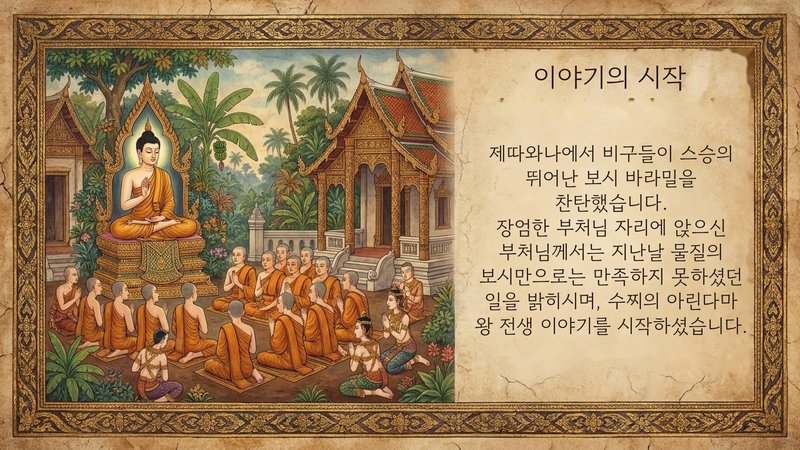 이야기의 시작
제따와나에서 비구들이 스승의
뛰어난 보시 바라밀을
찬탄했습니다.
장엄한 부처님 자리에 앉으신
부처님께서는 지난날 물질의
보시만으로는 만족하지 못하셨던
일을 밝히시며, 수찌의 아린다마
왕 전생 이야기를 시작하셨습니다.